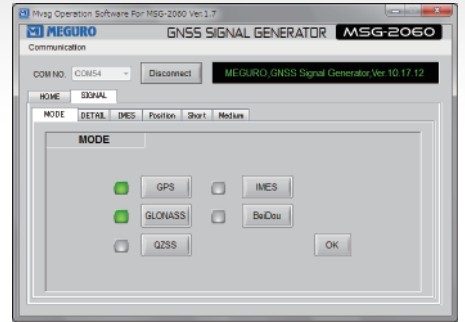 Mvsg Operation Software For MSG-2060 Ver:1.7
MEGURO GNSS SIGNAL GENERATOR MSG-2060
Communication
COM NO. COM54 Disconnect MEGURO,GNSS Signal Generator,Ver.10.17.12
HOME SIGNAL
MODE DETAIL IMES Position Short Medium
MODE
GPS IMES
GLONASS BeiDou
QZSS OK